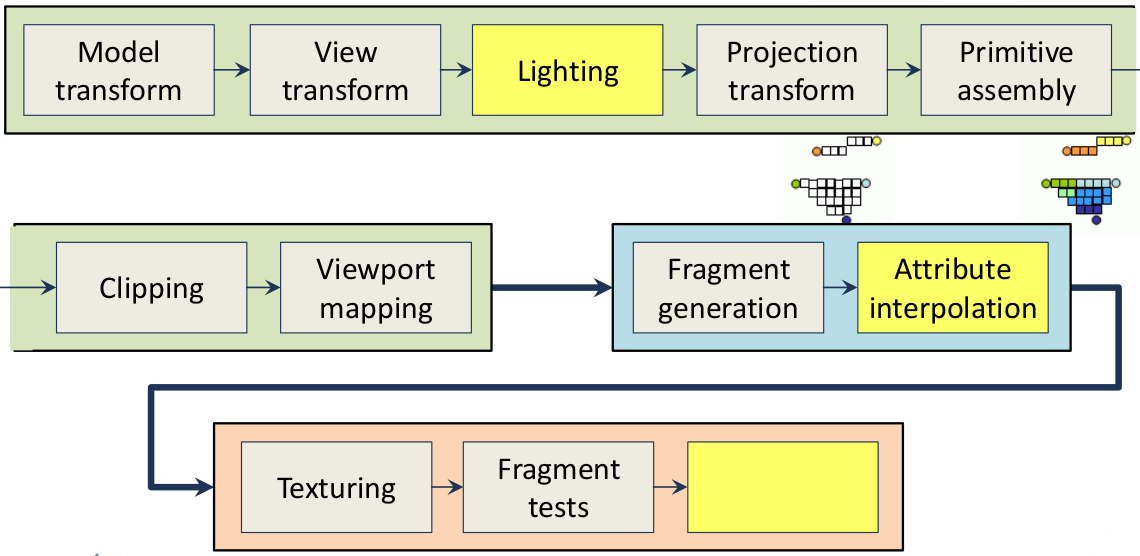 Model
transform
View
transform
Lighting
Projection
transform
Primitive
assembly
Clipping
Viewport
mapping
Fragment
generation
Attribute
interpolation
Texturing
Fragment
tests